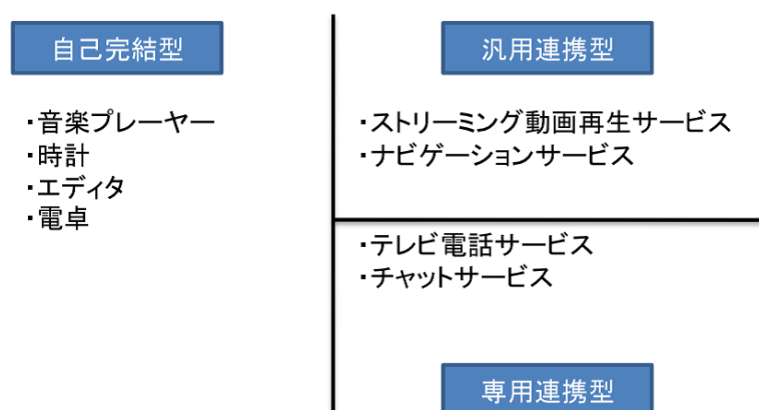 自己完結型
・音楽プレーヤー
・時計
・エディタ
・電卓
汎用連携型
・ストリーミング動画再生サービス
・ナビゲーションサービス
・テレビ電話サービス
・チャットサービス
専用連携型